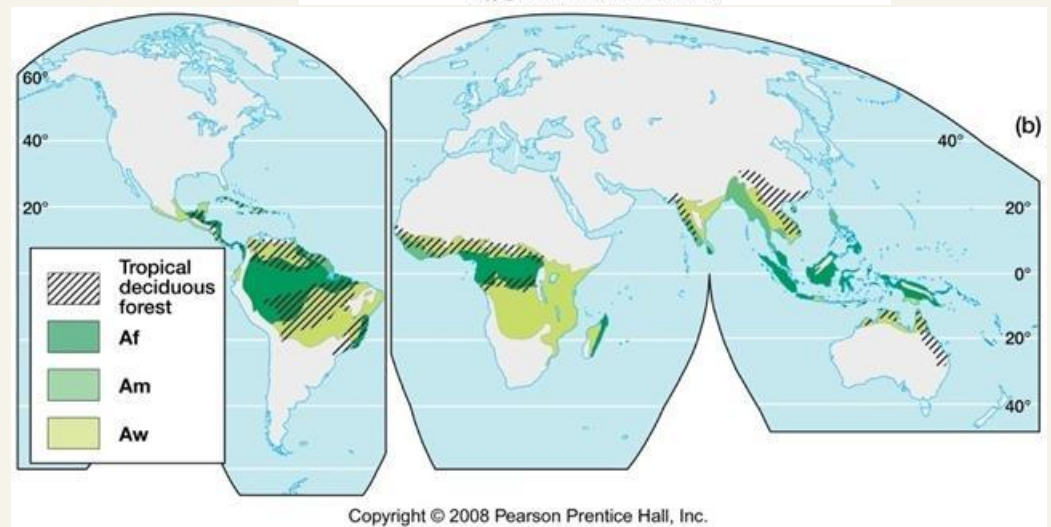 60°
40°
20°
(b)
40°
20°
0°
20°
40°
Tropical
deciduous
forest
Af
Am
Aw
Copyright © 2008 Pearson Prentice Hall, Inc.